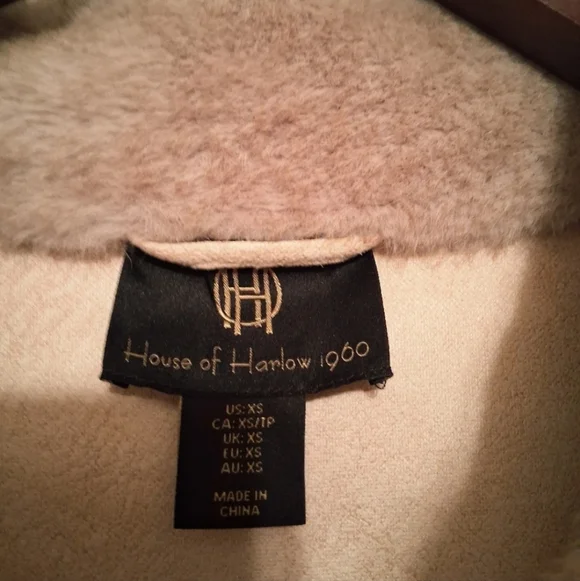 House of Harlow 1960
US: XS
CA: XS/TP
UK: XS
EU: XS
AU: XS
MADE IN
CHINA